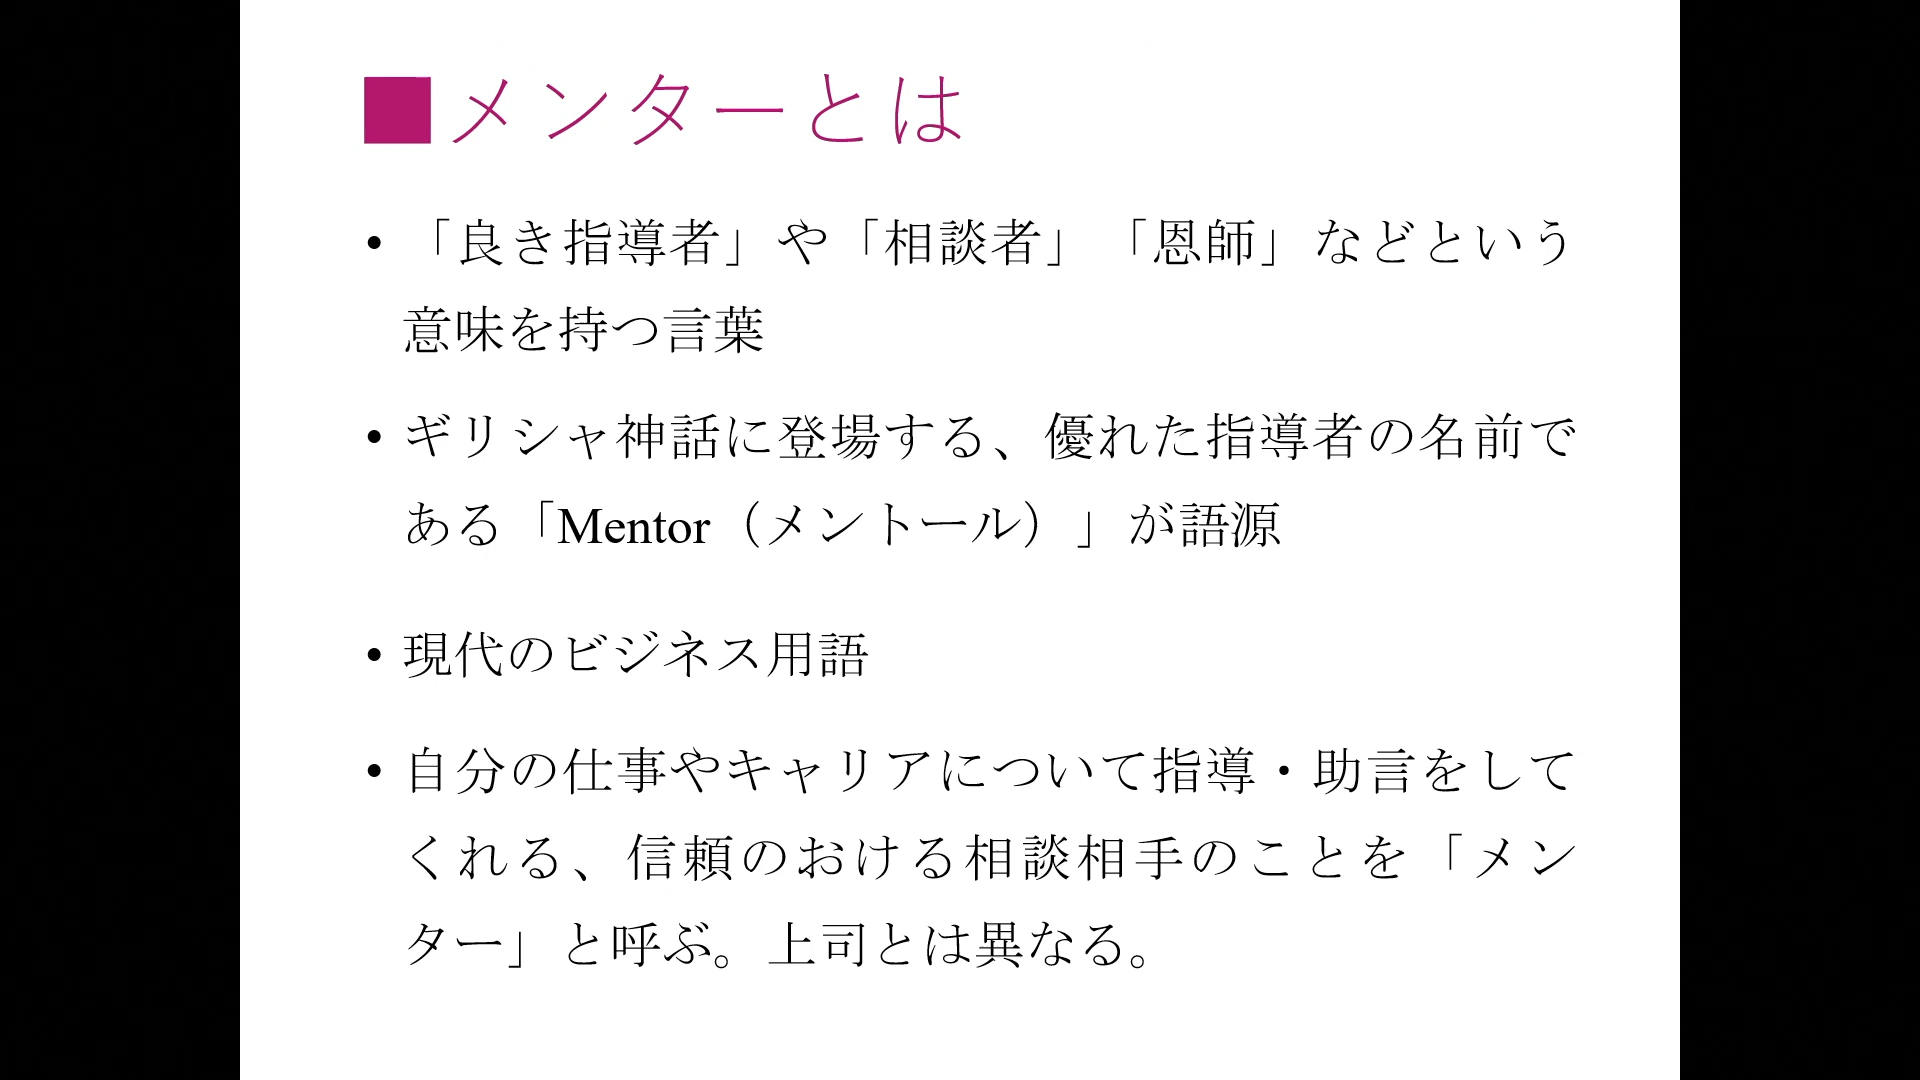 ■メンターとは
•「良き指導者」や「相談者」「恩師」などという
意味を持つ言葉
• ギリシャ神話に登場する、優れた指導者の名前で
ある「Mentor（メントール）」が語源
• 現代のビジネス用語
• 自分の仕事やキャリアについて指導・助言をして
くれる、信頼のおける相談相手のことを「メン
ター」と呼ぶ。上司とは異なる。